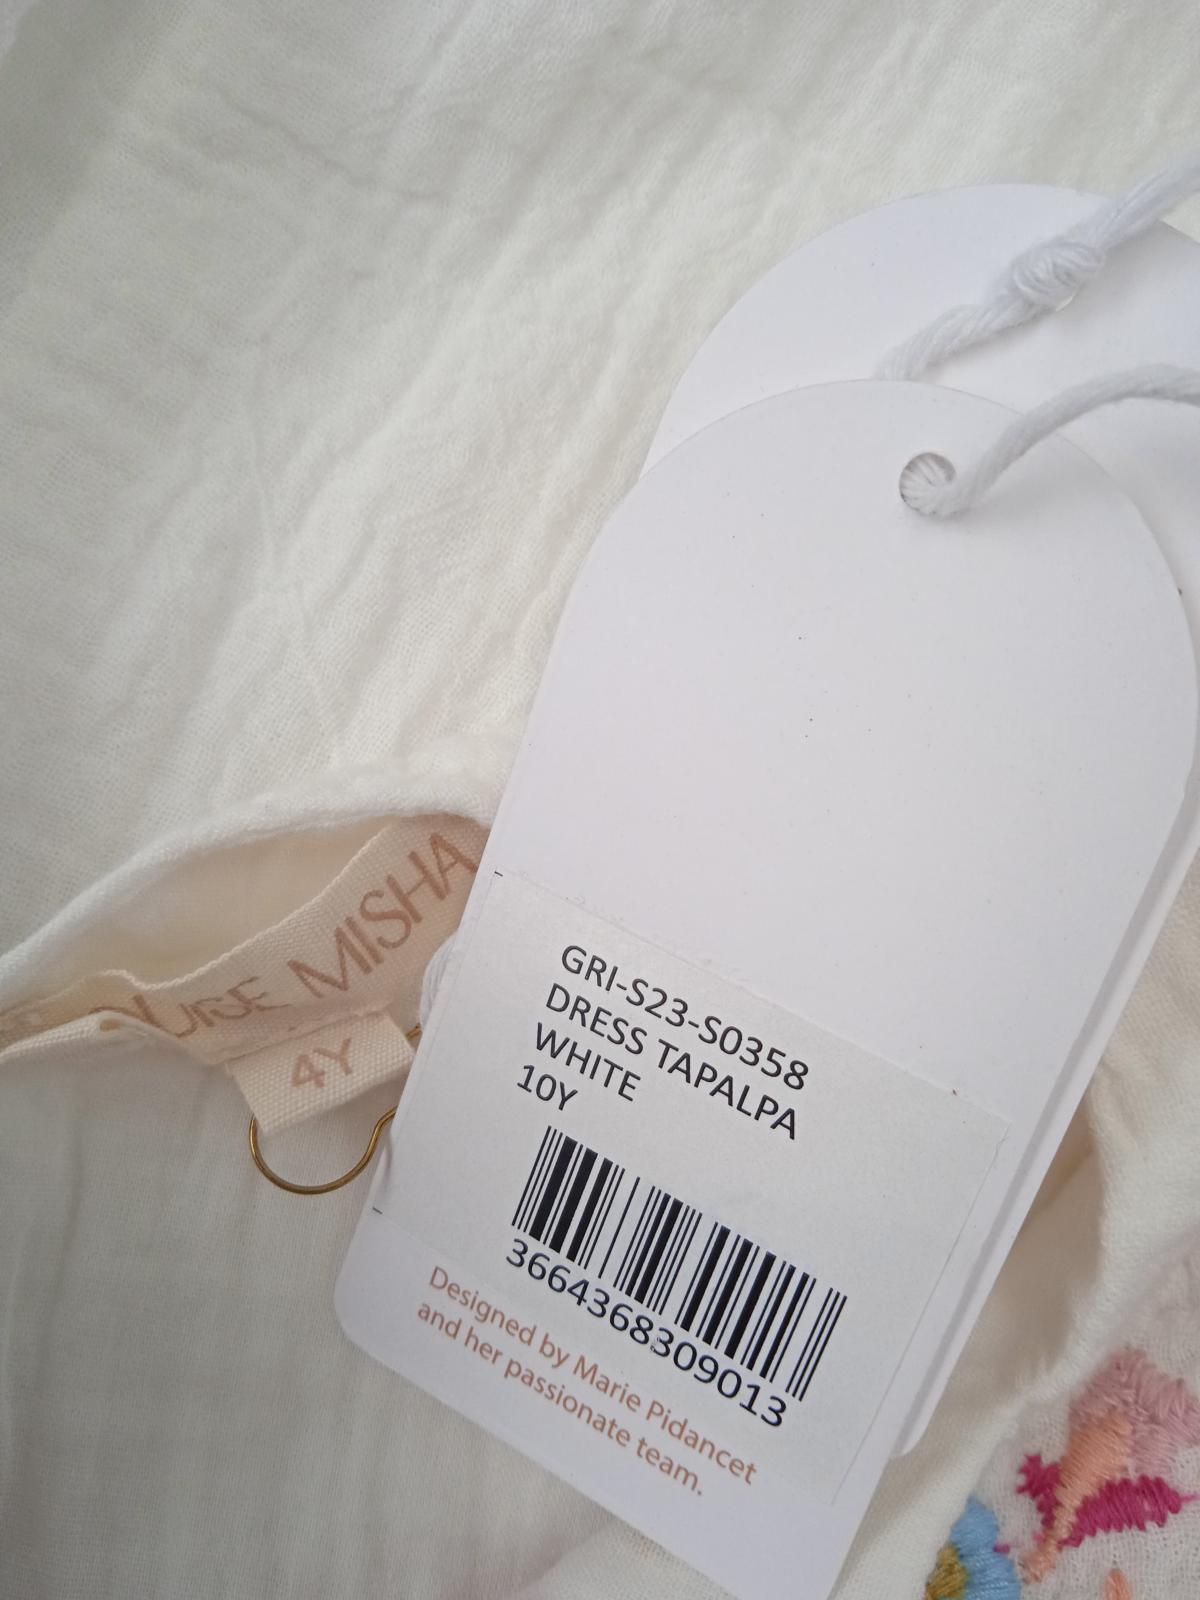 MISHA
4Y
GRI-S23-S0358
DRESS TAPALPA
WHITE
10Y
3664368309013
Designed by Marie Pidancet
and her passionate team.